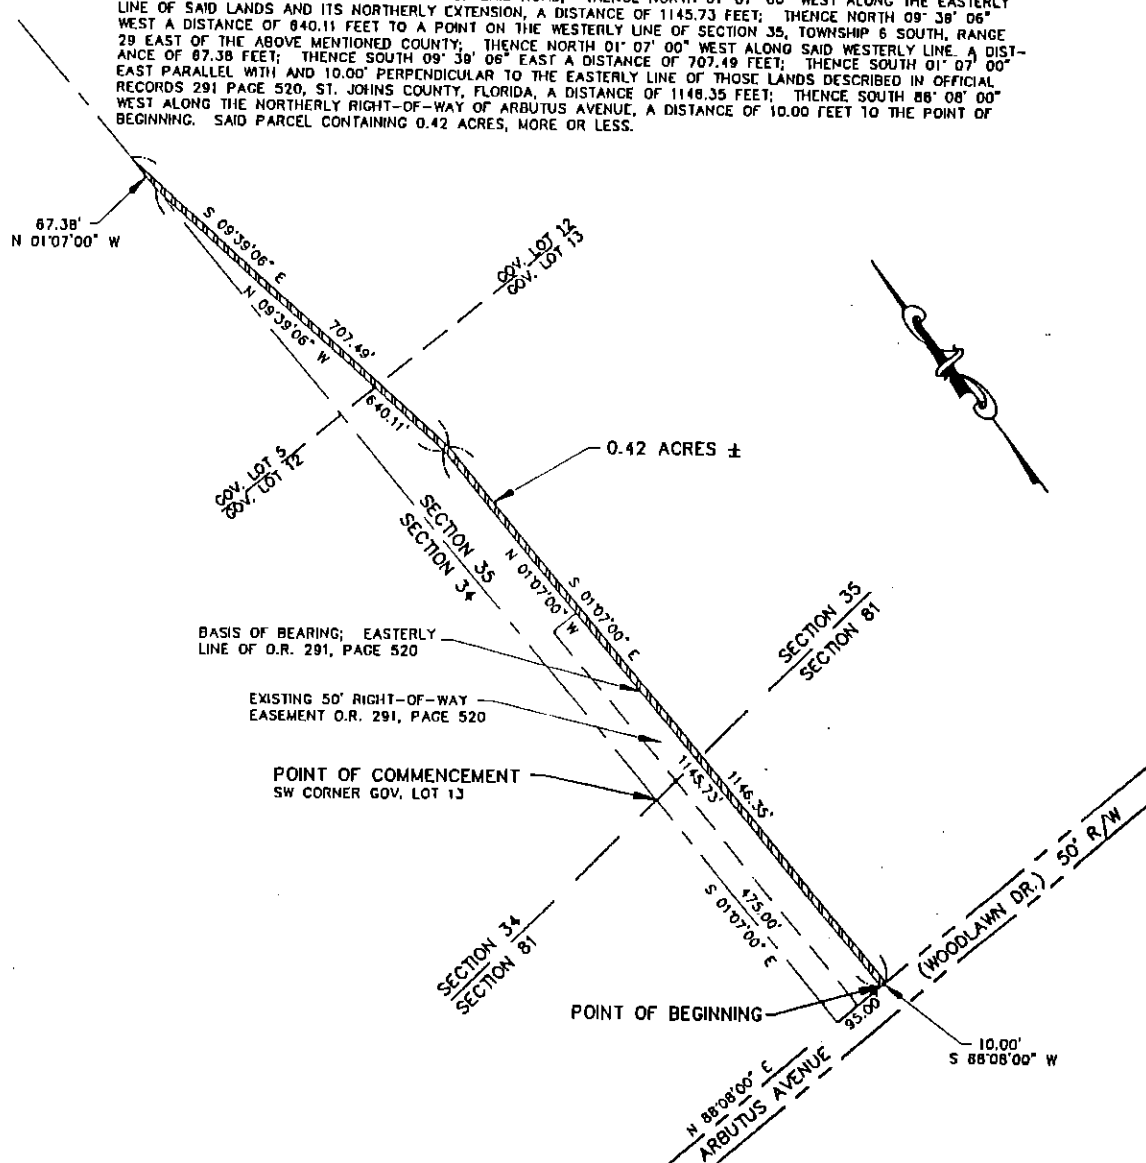 LINE OF SAID LANDS AND ITS NORTHERLY EXTENSION, A DISTANCE OF 1145.73 FEET; THENCE NORTH 09° 38' 06"
WEST A DISTANCE OF 640.11 FEET TO A POINT ON THE WESTERLY LINE OF SECTION 35, TOWNSHIP 6 SOUTH, RANGE
29 EAST OF THE ABOVE MENTIONED COUNTY; THENCE NORTH 01° 07' 00" WEST ALONG SAID WESTERLY LINE, A DIST-
ANCE OF 67.38 FEET; THENCE SOUTH 09° 39' 06" EAST A DISTANCE OF 707.49 FEET; THENCE SOUTH 01° 07' 00"
EAST PARALLEL WITH AND 10.00' PERPENDICULAR TO THE EASTERLY LINE OF THOSE LANDS DESCRIBED IN OFFICIAL
RECORDS 291 PAGE 520, ST. JOHNS COUNTY, FLORIDA, A DISTANCE OF 1146.35 FEET; THENCE SOUTH 88° 08' 00"
WEST ALONG THE NORTHERLY RIGHT-OF-WAY OF ARBUTUS AVENUE, A DISTANCE OF 10.00 FEET TO THE POINT OF
BEGINNING. SAID PARCEL CONTAINING 0.42 ACRES, MORE OR LESS.
67.38'
N 01°07'00" W
S 09°39'06" E
N 09°39'06" W
707.49'
640.11'
GOV. LOT 12
GOV. LOT 13
GOV. LOT 5
GOV. LOT 12
0.42 ACRES ±
SECTION 35
SECTION 34
N 01°07'00" W
S 01°07'00" E
BASIS OF BEARING; EASTERLY
LINE OF O.R. 291, PAGE 520
SECTION 35
SECTION 81
EXISTING 50' RIGHT-OF-WAY
EASEMENT O.R. 291, PAGE 520
POINT OF COMMENCEMENT
SW CORNER GOV. LOT 13
1145.73'
1146.35'
475.00'
S 01°07'00" E
SECTION 34
SECTION 81
(WOODLAWN DR.) 50' R/W
POINT OF BEGINNING
95.00
10.00'
S 88°08'00" W
N 88°08'00" E
ARBUTUS AVENUE